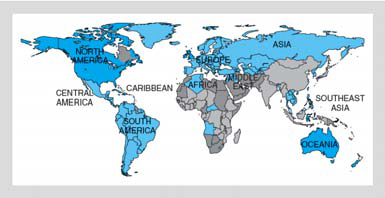 NORTH
AMERICA
EUROPE
ASIA
MIDDLE
EAST
AFRICA
CARIBBEAN
CENTRAL
AMERICA
SOUTHEAST
ASIA
SOUTH
AMERICA
OCEANIA